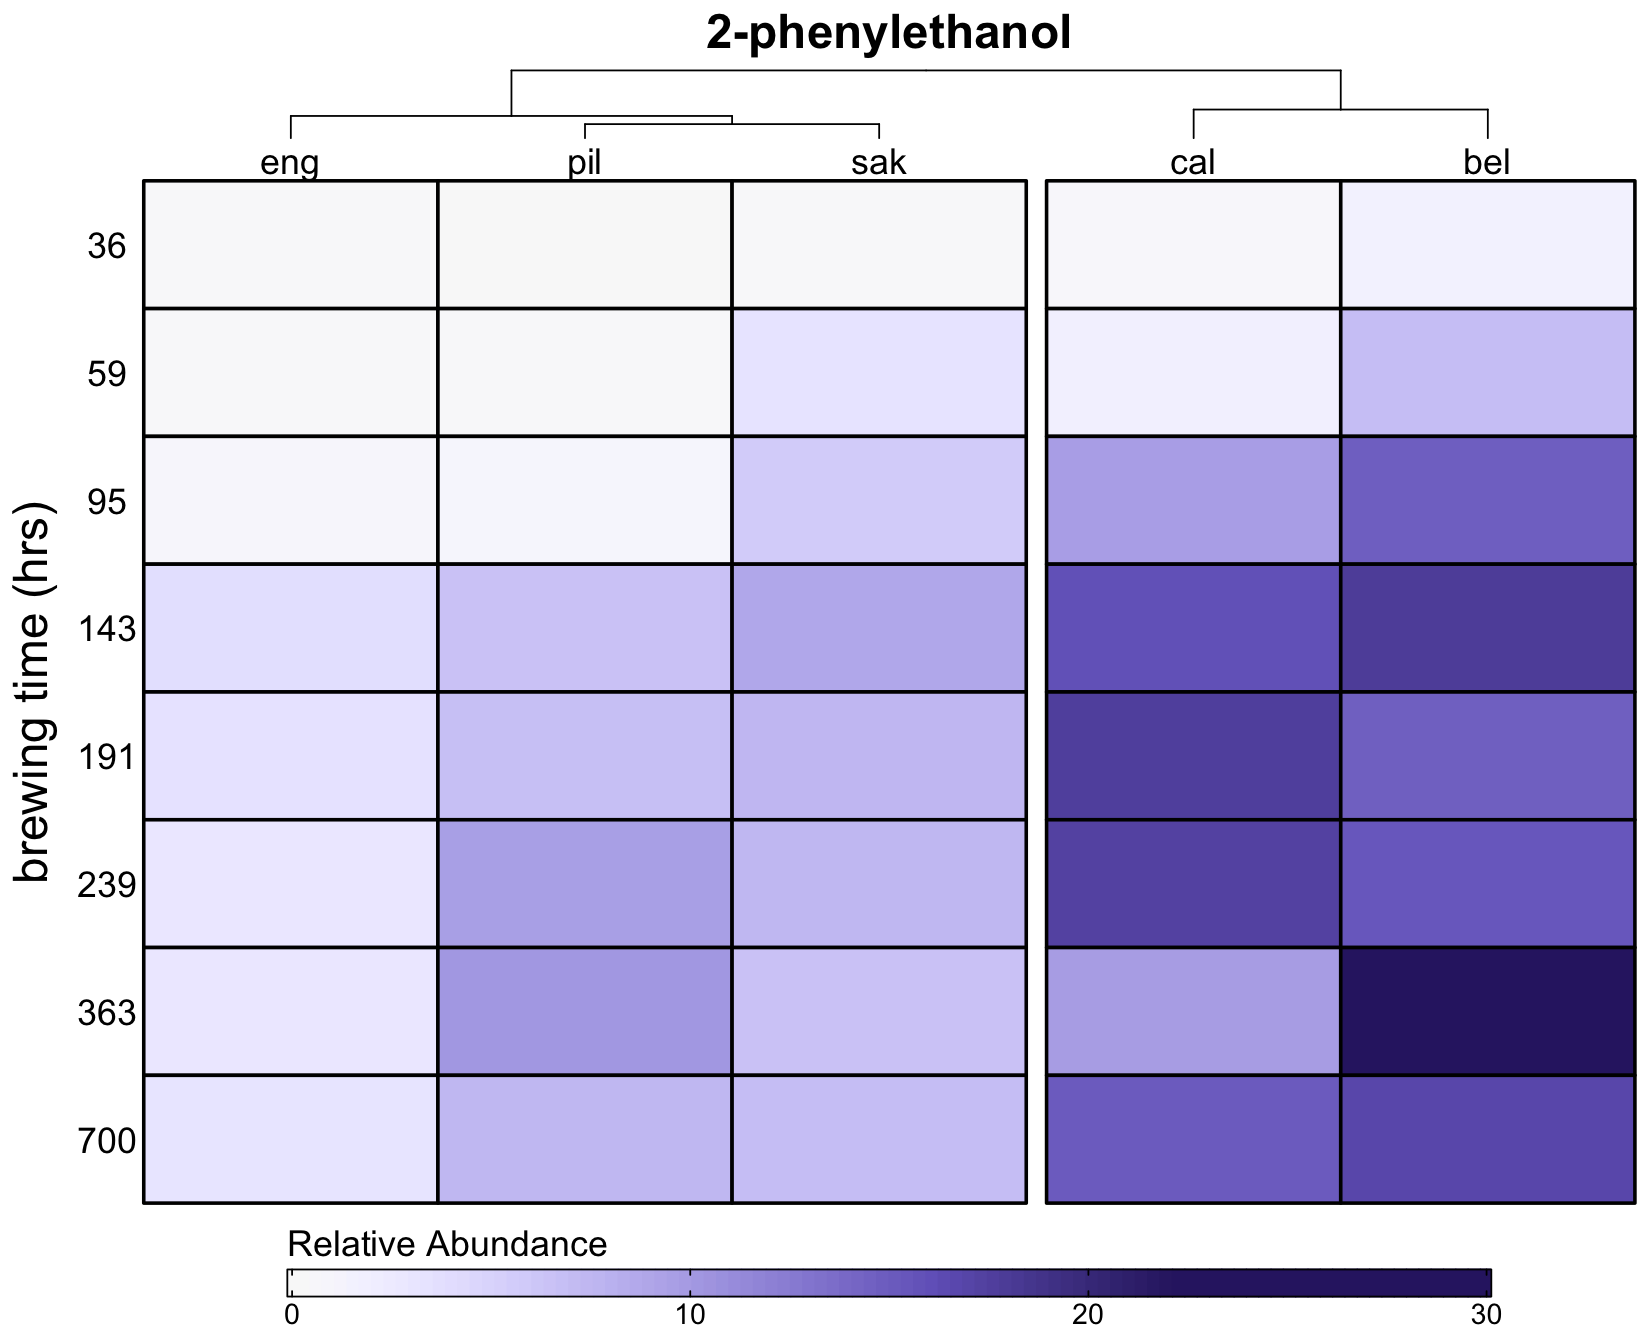 2-phenylethanol
eng pil sak cal bel
36
59
95
143
191
239
363
700
brewing time (hrs)
Relative Abundance
0 10 20 30